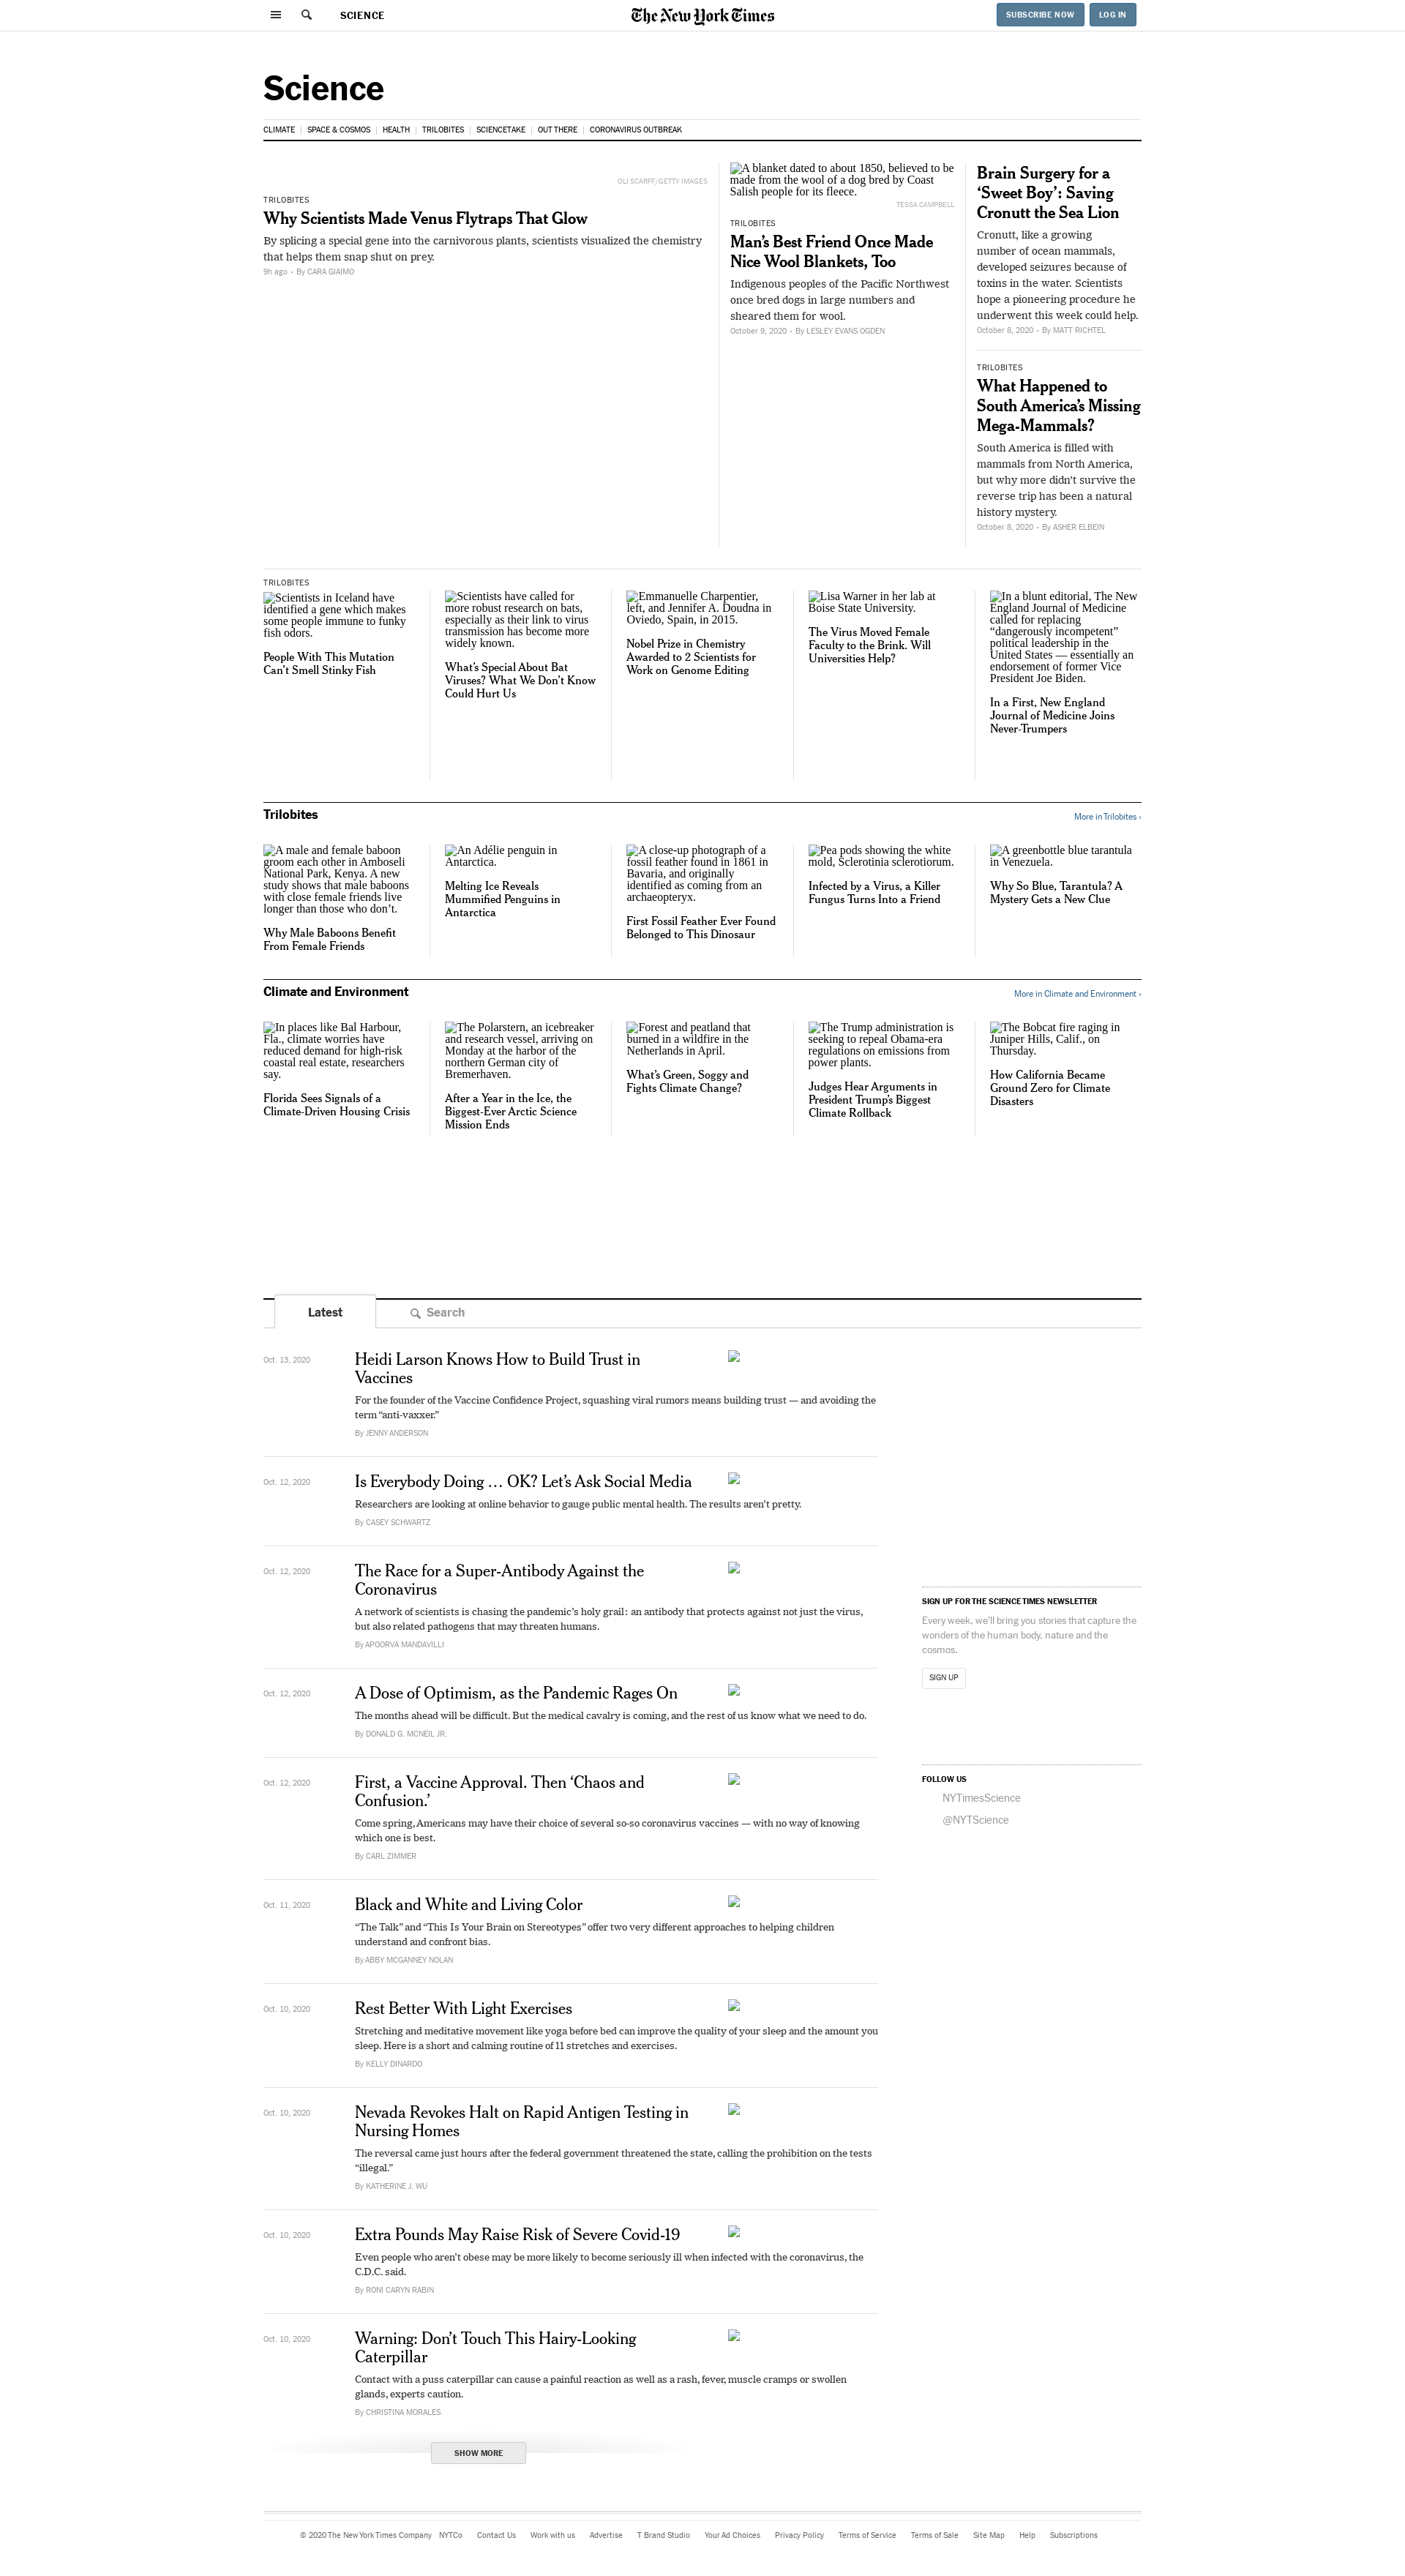 SCIENCE
The New York Times
SUBSCRIBE NOW
LOG IN
Science
CLIMATE
SPACE & COSMOS
HEALTH
TRILOBITES
SCIENCETAKE
OUT THERE
CORONAVIRUS OUTBREAK
OLI SCARFF/GETTY IMAGES
TRILOBITES
Why Scientists Made Venus Flytraps That Glow
By splicing a special gene into the carnivorous plants, scientists visualized the chemistry
that helps them snap shut on prey.
9h ago • By CARA GIAIMO
A blanket dated to about 1850, believed to be
made from the wool of a dog bred by Coast
Salish people for its fleece.
TESSA CAMPBELL
TRILOBITES
Man’s Best Friend Once Made
Nice Wool Blankets, Too
Indigenous peoples of the Pacific Northwest
once bred dogs in large numbers and
sheared them for wool.
October 9, 2020 • By LESLEY EVANS OGDEN
Brain Surgery for a
‘Sweet Boy’: Saving
Cronutt the Sea Lion
Cronutt, like a growing
number of ocean mammals,
developed seizures because of
toxins in the water. Scientists
hope a pioneering procedure he
underwent this week could help.
October 8, 2020 • By MATT RICHTEL
TRILOBITES
What Happened to
South America’s Missing
Mega-Mammals?
South America is filled with
mammals from North America,
but why more didn’t survive the
reverse trip has been a natural
history mystery.
October 8, 2020 • By ASHER ELBEIN
TRILOBITES
Scientists in Iceland have
identified a gene which makes
some people immune to funky
fish odors.
People With This Mutation
Can’t Smell Stinky Fish
Scientists have called for
more robust research on bats,
especially as their link to virus
transmission has become more
widely known.
What’s Special About Bat
Viruses? What We Don’t Know
Could Hurt Us
Emmanuelle Charpentier,
left, and Jennifer A. Doudna in
Oviedo, Spain, in 2015.
Nobel Prize in Chemistry
Awarded to 2 Scientists for
Work on Genome Editing
Lisa Warner in her lab at
Boise State University.
The Virus Moved Female
Faculty to the Brink. Will
Universities Help?
In a blunt editorial, The New
England Journal of Medicine
called for replacing
“dangerously incompetent”
political leadership in the
United States — essentially an
endorsement of former Vice
President Joe Biden.
In a First, New England
Journal of Medicine Joins
Never-Trumpers
Trilobites
More in Trilobites ›
A male and female baboon
groom each other in Amboseli
National Park, Kenya. A new
study shows that male baboons
with close female friends live
longer than those who don’t.
Why Male Baboons Benefit
From Female Friends
An Adélie penguin in
Antarctica.
Melting Ice Reveals
Mummified Penguins in
Antarctica
A close-up photograph of a
fossil feather found in 1861 in
Bavaria, and originally
identified as coming from an
archaeopteryx.
First Fossil Feather Ever Found
Belonged to This Dinosaur
Pea pods showing the white
mold, Sclerotinia sclerotiorum.
Infected by a Virus, a Killer
Fungus Turns Into a Friend
A greenbottle blue tarantula
in Venezuela.
Why So Blue, Tarantula? A
Mystery Gets a New Clue
Climate and Environment
More in Climate and Environment ›
In places like Bal Harbour,
Fla., climate worries have
reduced demand for high-risk
coastal real estate, researchers
say.
Florida Sees Signals of a
Climate-Driven Housing Crisis
The Polarstern, an icebreaker
and research vessel, arriving on
Monday at the harbor of the
northern German city of
Bremerhaven.
After a Year in the Ice, the
Biggest-Ever Arctic Science
Mission Ends
Forest and peatland that
burned in a wildfire in the
Netherlands in April.
What’s Green, Soggy and
Fights Climate Change?
The Trump administration is
seeking to repeal Obama-era
regulations on emissions from
power plants.
Judges Hear Arguments in
President Trump’s Biggest
Climate Rollback
The Bobcat fire raging in
Juniper Hills, Calif., on
Thursday.
How California Became
Ground Zero for Climate
Disasters
Latest
Search
Oct. 13, 2020
Heidi Larson Knows How to Build Trust in
Vaccines
For the founder of the Vaccine Confidence Project, squashing viral rumors means building trust — and avoiding the
term “anti-vaxxer.”
By JENNY ANDERSON
Oct. 12, 2020
Is Everybody Doing … OK? Let’s Ask Social Media
Researchers are looking at online behavior to gauge public mental health. The results aren’t pretty.
By CASEY SCHWARTZ
Oct. 12, 2020
The Race for a Super-Antibody Against the
Coronavirus
A network of scientists is chasing the pandemic’s holy grail: an antibody that protects against not just the virus,
but also related pathogens that may threaten humans.
By APOORVA MANDAVILLI
Oct. 12, 2020
A Dose of Optimism, as the Pandemic Rages On
The months ahead will be difficult. But the medical cavalry is coming, and the rest of us know what we need to do.
By DONALD G. MCNEIL JR.
Oct. 12, 2020
First, a Vaccine Approval. Then ‘Chaos and
Confusion.’
Come spring, Americans may have their choice of several so-so coronavirus vaccines — with no way of knowing
which one is best.
By CARL ZIMMER
Oct. 11, 2020
Black and White and Living Color
“The Talk” and “This Is Your Brain on Stereotypes” offer two very different approaches to helping children
understand and confront bias.
By ABBY MCGANNEY NOLAN
Oct. 10, 2020
Rest Better With Light Exercises
Stretching and meditative movement like yoga before bed can improve the quality of your sleep and the amount you
sleep. Here is a short and calming routine of 11 stretches and exercises.
By KELLY DINARDO
Oct. 10, 2020
Nevada Revokes Halt on Rapid Antigen Testing in
Nursing Homes
The reversal came just hours after the federal government threatened the state, calling the prohibition on the tests
“illegal.”
By KATHERINE J. WU
Oct. 10, 2020
Extra Pounds May Raise Risk of Severe Covid-19
Even people who aren’t obese may be more likely to become seriously ill when infected with the coronavirus, the
C.D.C. said.
By RONI CARYN RABIN
Oct. 10, 2020
Warning: Don’t Touch This Hairy-Looking
Caterpillar
Contact with a puss caterpillar can cause a painful reaction as well as a rash, fever, muscle cramps or swollen
glands, experts caution.
By CHRISTINA MORALES
SHOW MORE
SIGN UP FOR THE SCIENCE TIMES NEWSLETTER
Every week, we'll bring you stories that capture the
wonders of the human body, nature and the
cosmos.
SIGN UP
FOLLOW US
NYTimesScience
@NYTScience
© 2020 The New York Times Company
NYTCo
Contact Us
Work with us
Advertise
T Brand Studio
Your Ad Choices
Privacy Policy
Terms of Service
Terms of Sale
Site Map
Help
Subscriptions